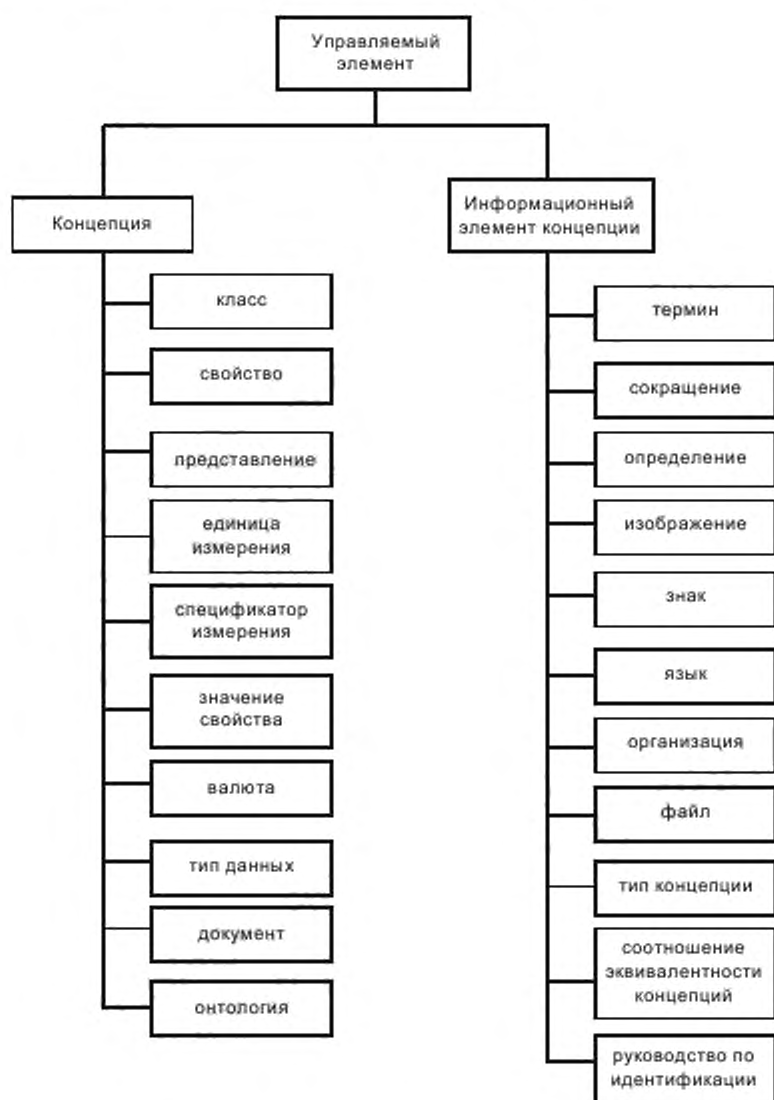 Управляемый
элемент
Концепция
класс
свойство
представление
единица
измерения
спецификатор
измерения
значение
свойства
валюта
тип данных
документ
онтология
Информационный
элемент концепции
термин
сокращение
определение
изображение
знак
язык
организация
файл
тип концепции
соотношение
эквивалентности
концепций
руководство по
идентификации